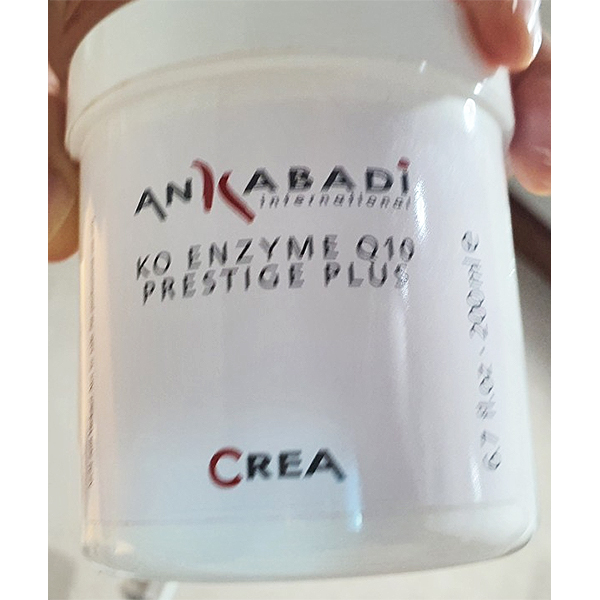 ANKABADi
international
KO ENZYME Q10
PRESTIGE PLUS
CREA
6.7 fl.oz - 200ml e